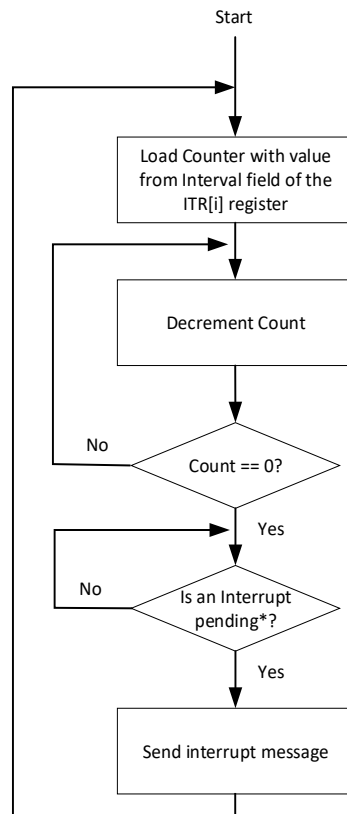 Start
Load Counter with value
from Interval field of the
ITR[i] register
Decrement Count
No
Count == 0?
Yes
No
Is an Interrupt
pending*?
Yes
Send interrupt message